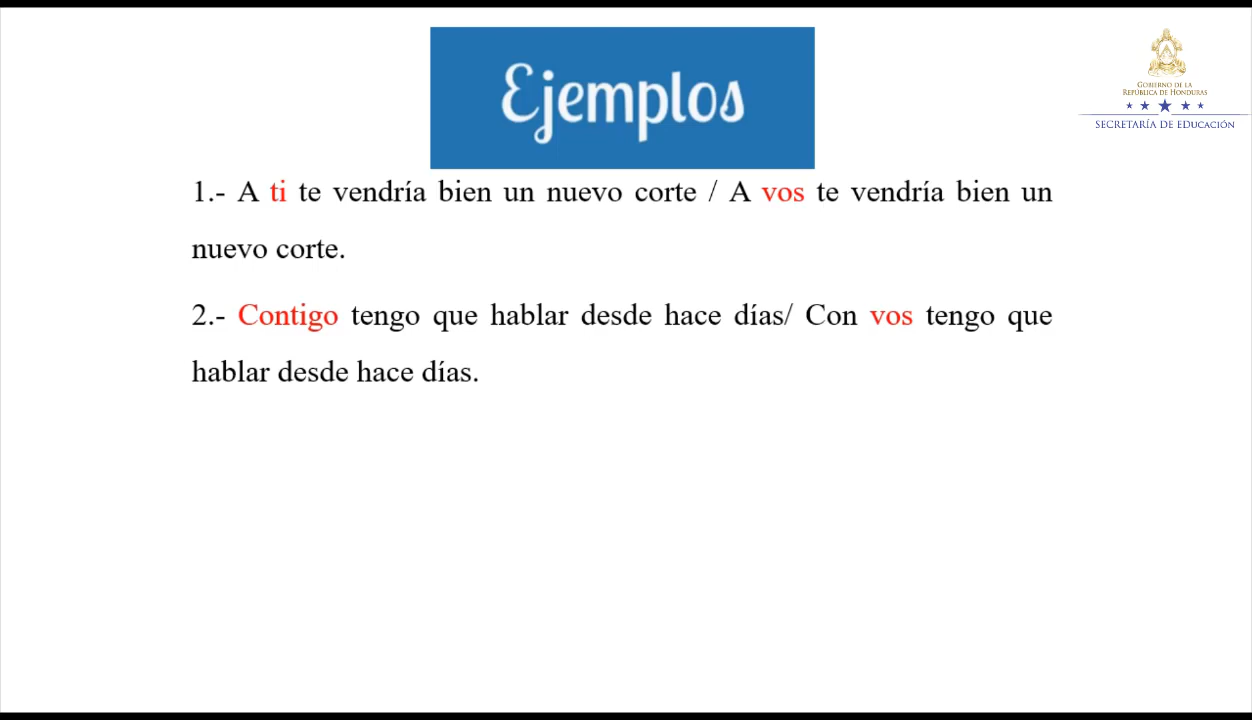 Ejemplos
GOBIERNO DE LA
REPÚBLICA DE HONDURAS
SECRETARÍA DE EDUCACIÓN
1.- A ti te vendría bien un nuevo corte / A vos te vendría bien un
nuevo corte.
2.- Contigo tengo que hablar desde hace días/ Con vos tengo que
hablar desde hace días.